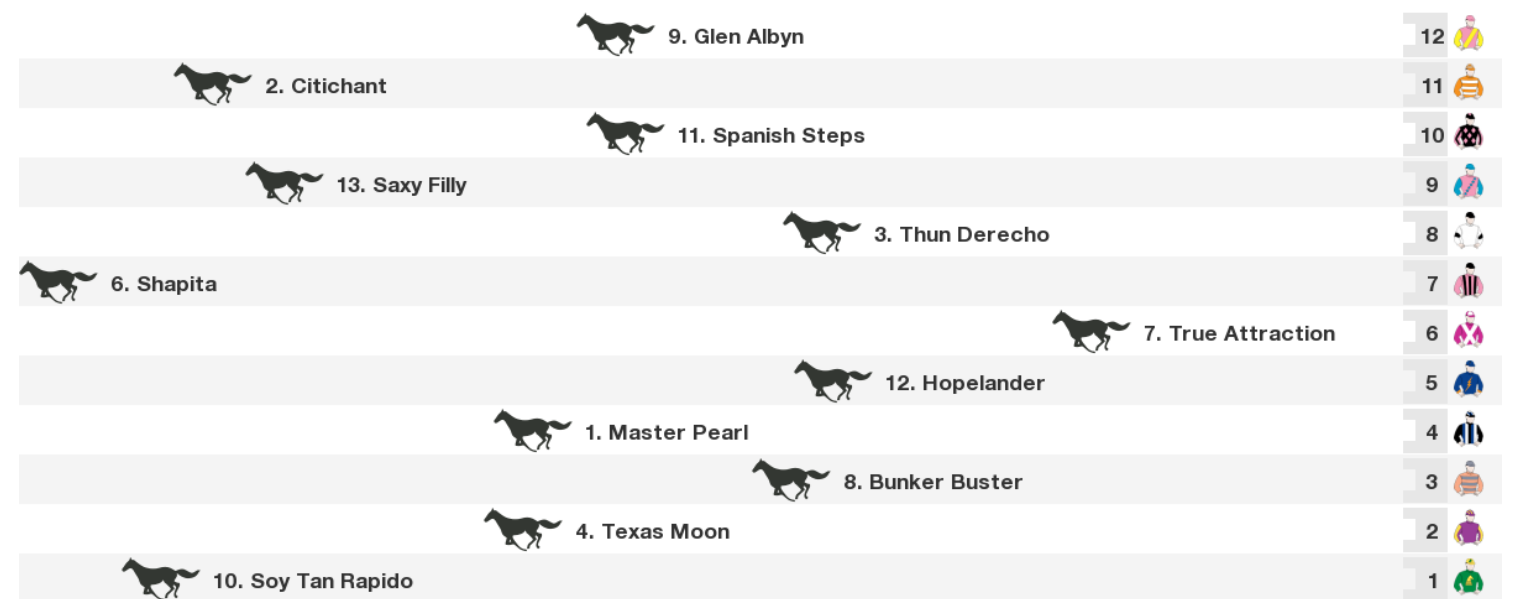 9. Glen Albyn 12
2. Citichant 11
11. Spanish Steps 10
13. Saxy Filly 9
3. Thun Derecho 8
6. Shapita 7
7. True Attraction 6
12. Hopelander 5
1. Master Pearl 4
8. Bunker Buster 3
4. Texas Moon 2
10. Soy Tan Rapido 1